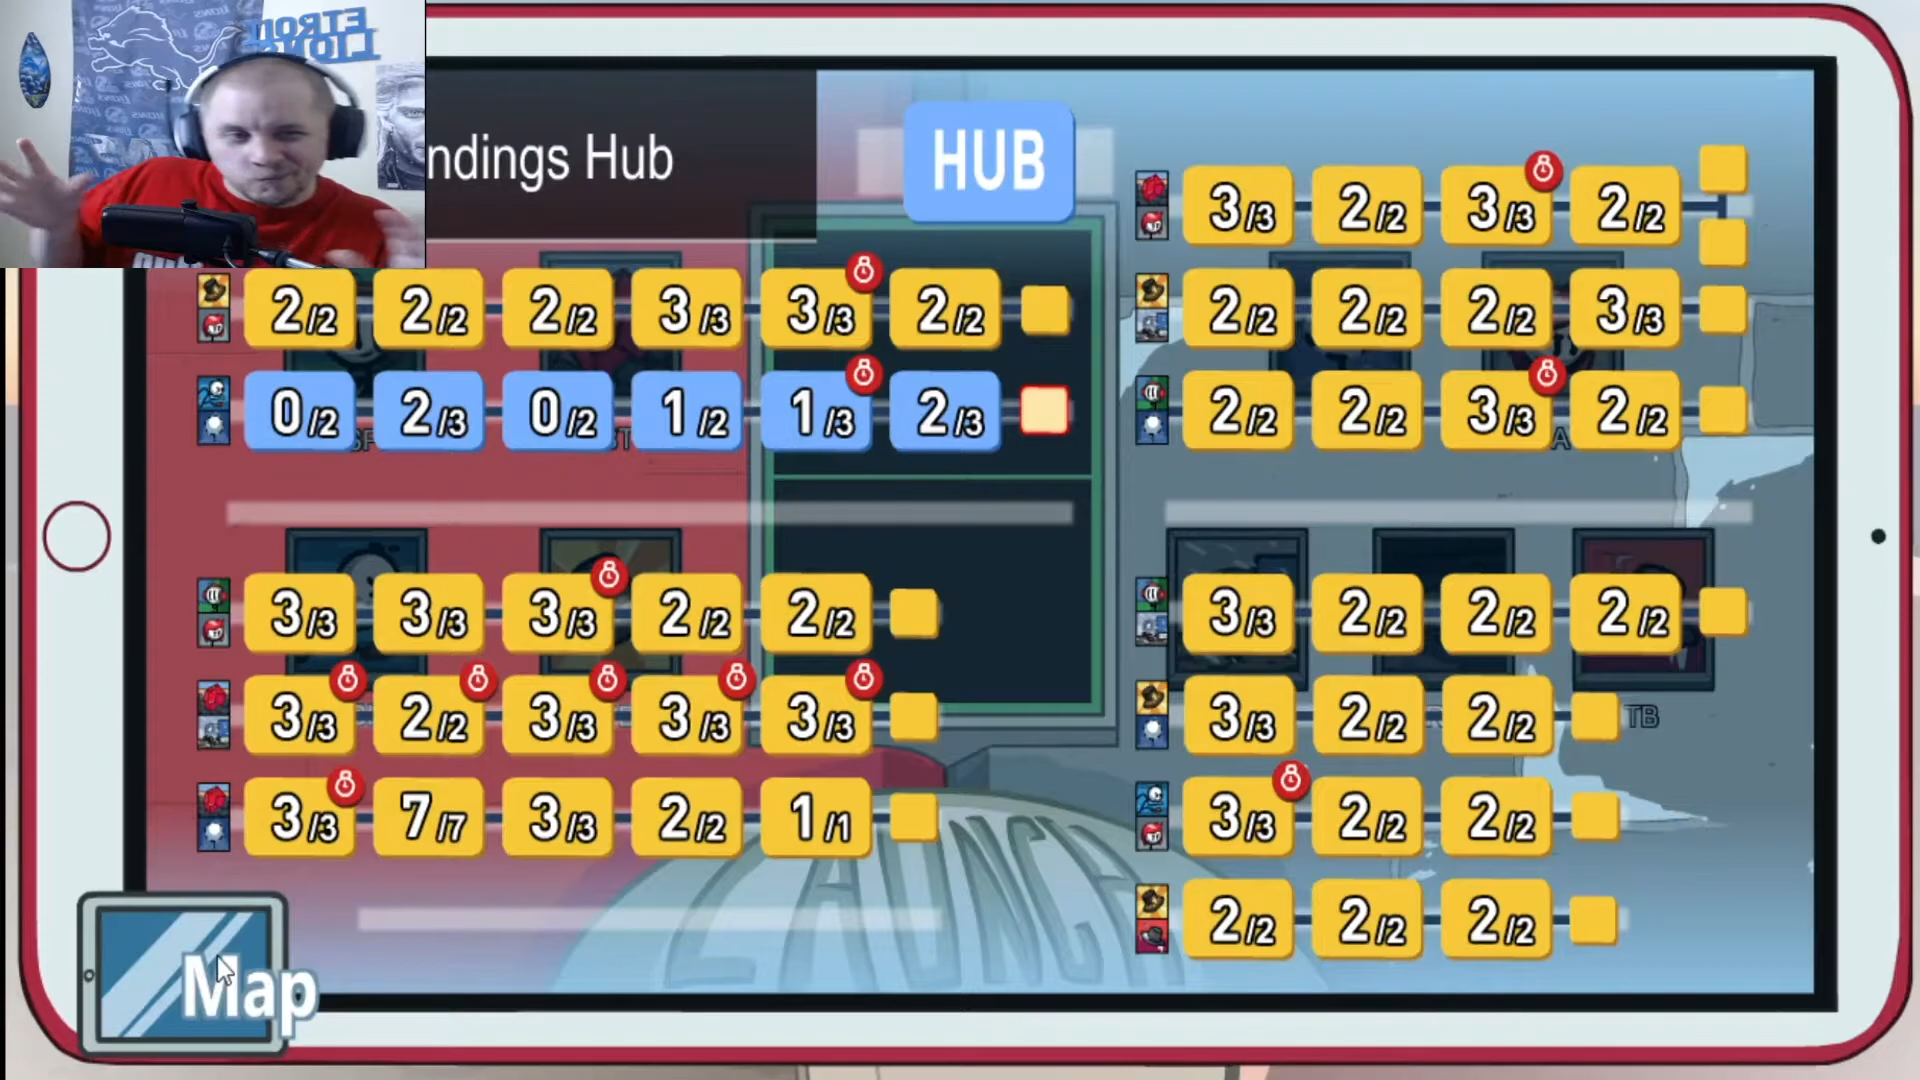 ETROIT
LIONS
ndings Hub
HUB
3/3 2/2 3/3 2/2
2/2 2/2 2/2 3/3 3/3 2/2
2/2 2/2 2/2 3/3
0/2 2/3 0/2 1/2 1/3 2/3
2/2 2/2 3/3 2/2
3/3 3/3 3/3 2/2 2/2
3/3 2/2 2/2 2/2
3/3 2/2 3/3 3/3 3/3
3/3 2/2 2/2
TB
3/3 7/7 3/3 2/2 1/1
3/3 2/2 2/2
2/2 2/2 2/2
LAUNCH
Map